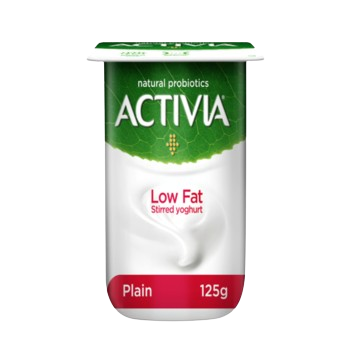 natural probiotics
ACTIVIA
Low Fat
Stirred yoghurt
Plain 125g